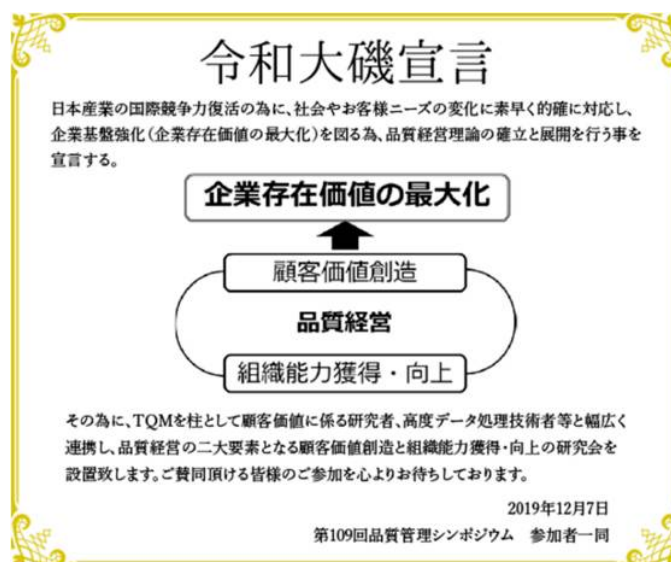 令和大磯宣言
日本産業の国際競争力復活の為に、社会やお客様ニーズの変化に素早く的確に対応し、
企業基盤強化(企業存在価値の最大化)を図る為、品質経営理論の確立と展開を行う事を
宣言する。
企業存在価値の最大化
顧客価値創造
品質経営
組織能力獲得・向上
その為に、TQMを柱として顧客価値に係る研究者、高度データ処理技術者等と幅広く
連携し、品質経営の二大要素となる顧客価値創造と組織能力獲得・向上の研究会を
設置致します。ご賛同頂ける皆様のご参加を心よりお待ちしております。
2019年12月7日
第109回品質管理シンポジウム 参加者一同